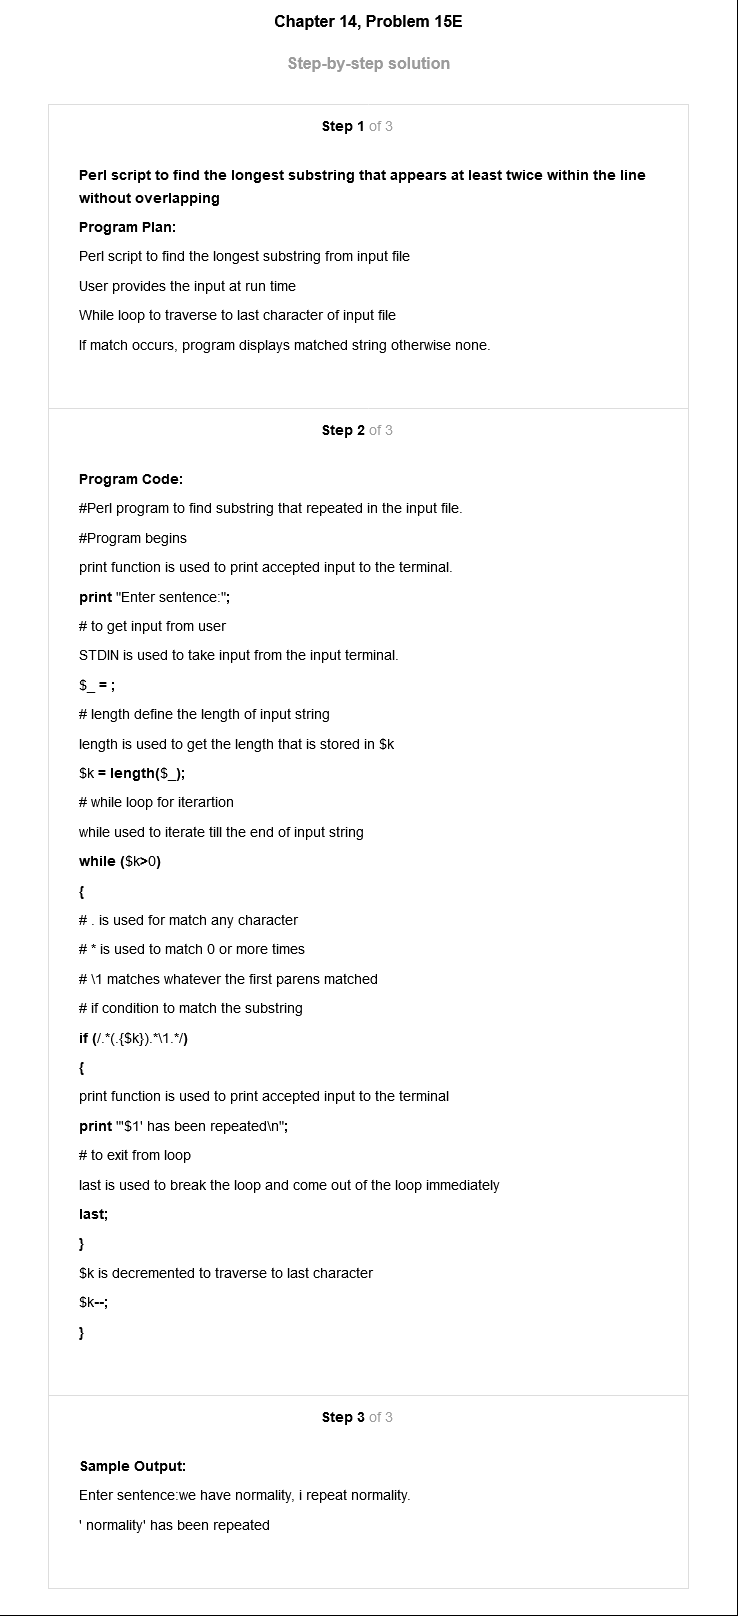 Chapter 14, Problem 15E
Step-by-step solution
Step 1 of 3
Perl script to find the longest substring that appears at least twice within the line
without overlapping
Program Plan:
Perl script to find the longest substring from input file
User provides the input at run time
While loop to traverse to last character of input file
If match occurs, program displays matched string otherwise none.
Step 2 of 3
Program Code:
#Perl program to find substring that repeated in the input file.
#Program begins
print function is used to print accepted input to the terminal.
print "Enter sentence:";
# to get input from user
STDIN is used to take input from the input terminal.
$_ = ;
# length define the length of input string
length is used to get the length that is stored in $k
$k = length($_);
# while loop for iterartion
while used to iterate till the end of input string
while ($k>0)
{
# . is used for match any character
# * is used to match 0 or more times
# \1 matches whatever the first parens matched
# if condition to match the substring
if (/.*(.{$k}).*\1.*/)
{
print function is used to print accepted input to the terminal
print "'$1' has been repeated\n";
# to exit from loop
last is used to break the loop and come out of the loop immediately
last;
}
$k is decremented to traverse to last character
$k--;
}
Step 3 of 3
Sample Output:
Enter sentence:we have normality, i repeat normality.
' normality' has been repeated